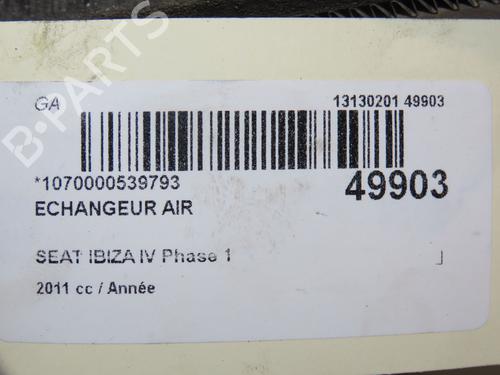 GA
13130201 49903
*1070000539793
49903
ECHANGEUR AIR
SEAT IBIZA IV Phase 1
2011 cc / Année
B-PARTS